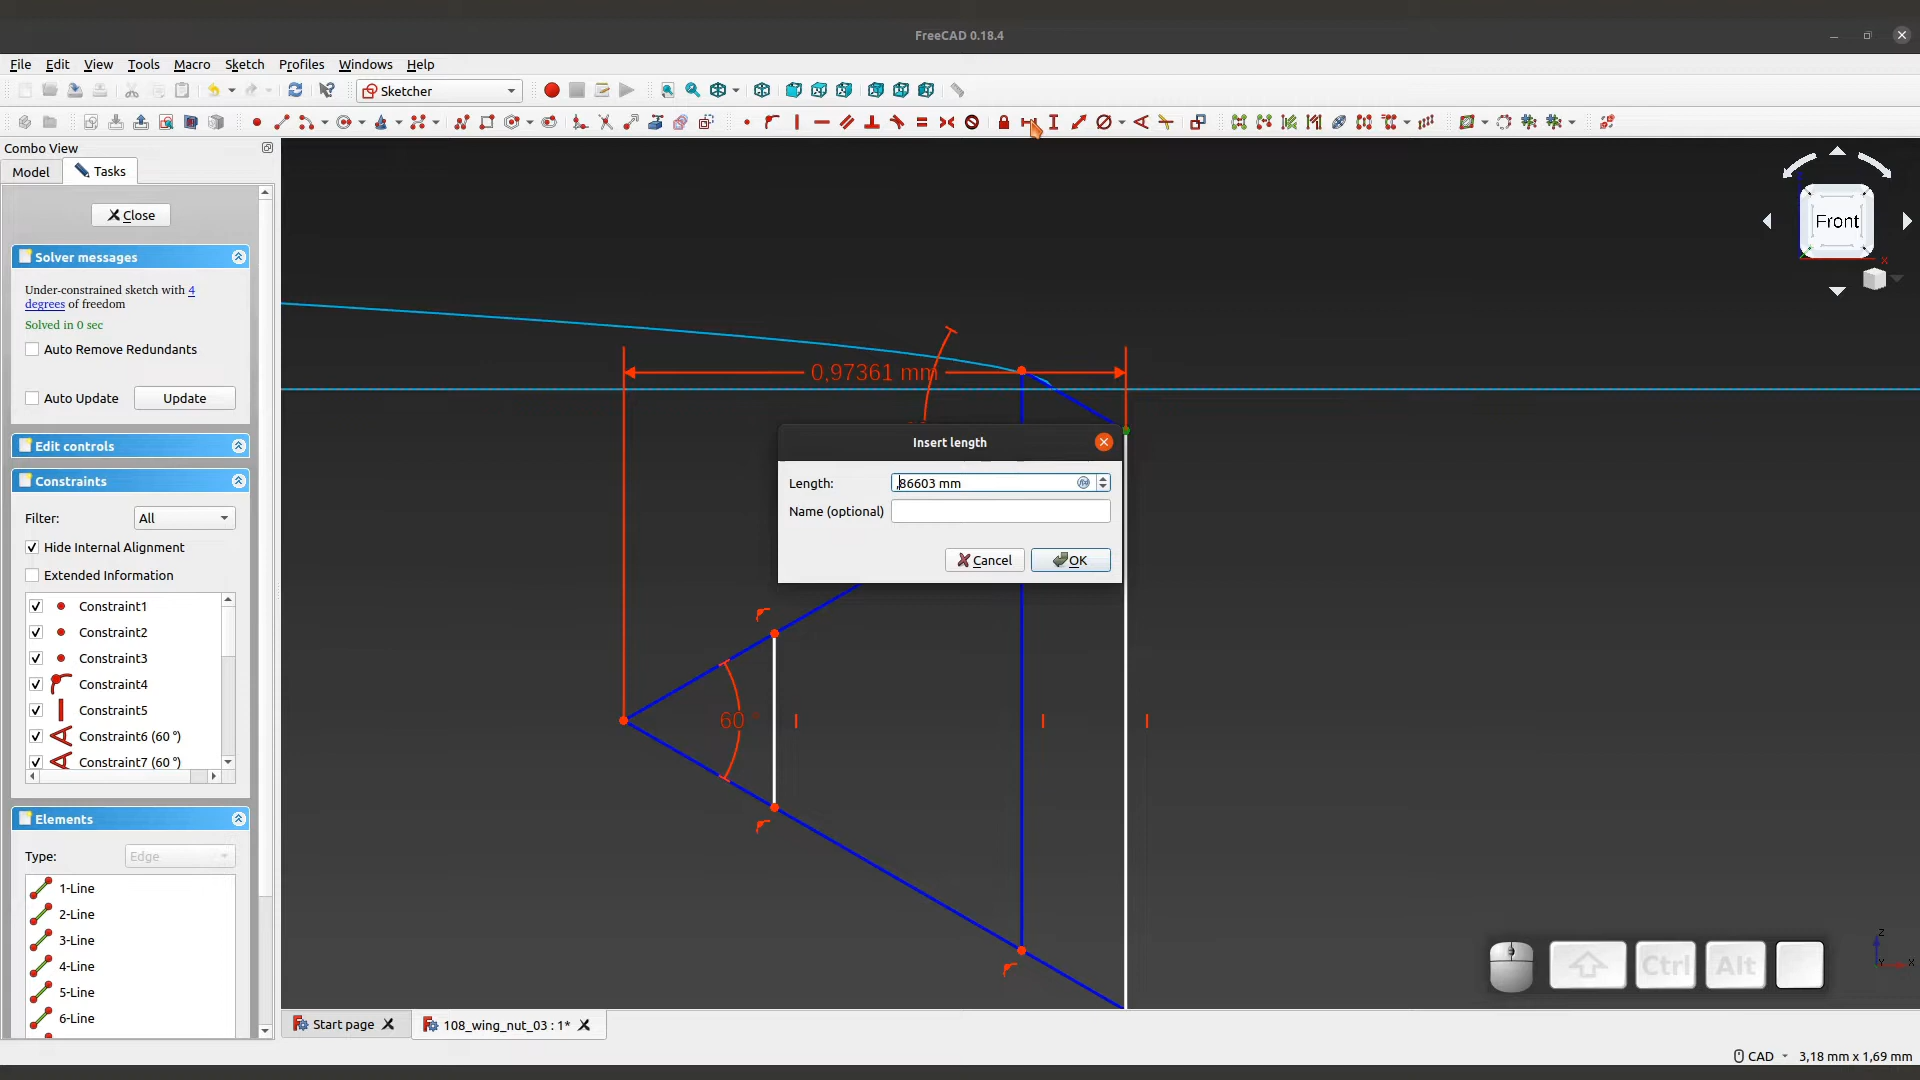 FreeCAD 0.18.4
File Edit View Tools Macro Sketch Profiles Windows Help
Sketcher
Combo View
Model
Tasks
Close
Solver messages
Under-constrained sketch with 4
degrees of freedom
Solved in 0 sec
Auto Remove Redundants
Auto Update
Update
Edit controls
Constraints
Filter:
All
Hide Internal Alignment
Extended Information
Constraint1
Constraint2
Constraint3
Constraint4
Constraint5
Constraint6 (60 °)
Constraint7 (60 °)
Elements
Type:
Edge
1-Line
2-Line
3-Line
4-Line
5-Line
6-Line
0,97361 mm
Insert length
Length:
,86603 mm
Name (optional)
Cancel
OK
60 °
Front
X
Z
Y
X
Ctrl
Alt
Start page
108_wing_nut_03 : 1*
CAD
3,18 mm x 1,69 mm